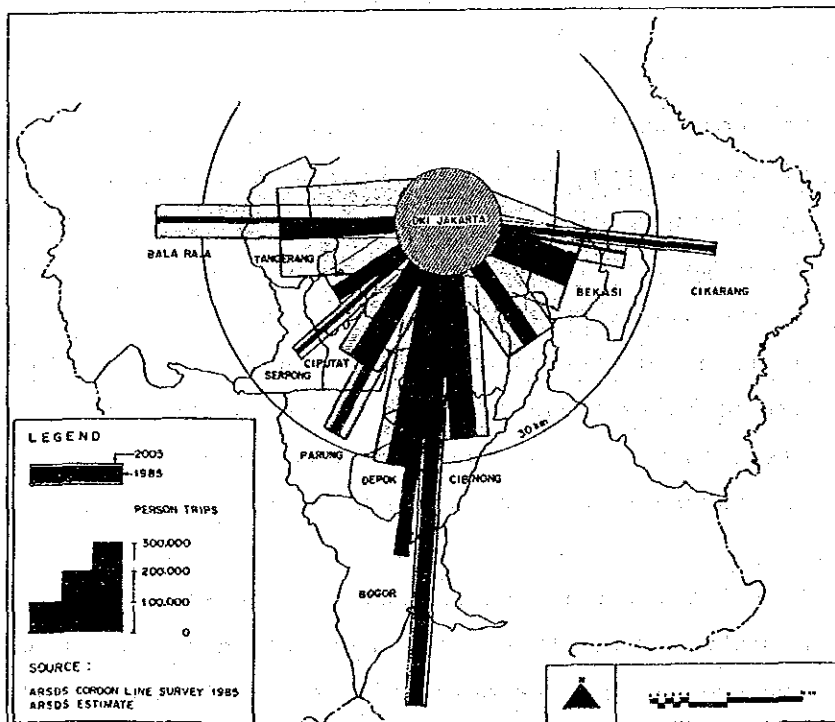 DKI JAKARTA
BALA RAJA
TANGERANG
BEKASI
CIKARANG
CIPUTAT
SERPONG
30 km
PARUNG
DEPOK
CIBINONG
BOGOR
LEGEND
2005
1985
PERSON TRIPS
300.000
200.000
100.000
0
SOURCE :
ARSDS CORDON LINE SURVEY 1985
ARSDS ESTIMATE
N